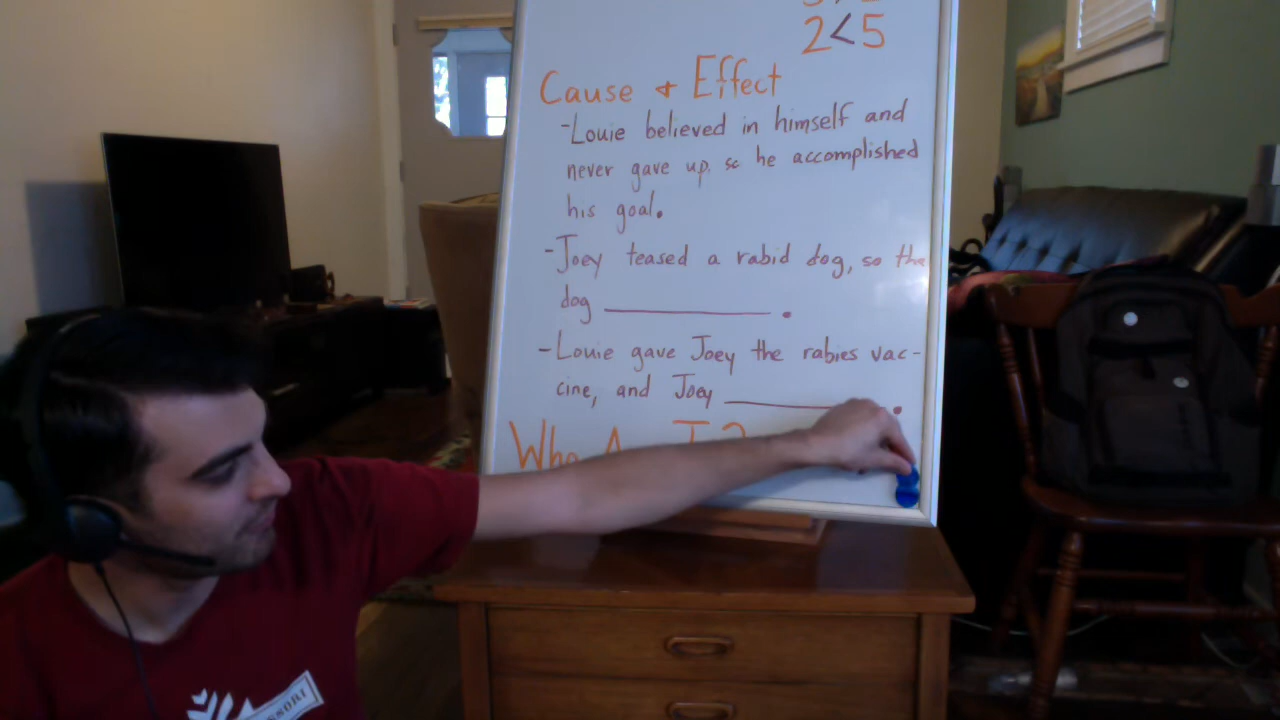 2<5
Cause & Effect
-Louie believed in himself and
never gave up, so he accomplished
his goal.
-Joey teased a rabid dog, so the
dog ________.
-Louie gave Joey the rabies vac-
cine, and Joey ________.
Who I?